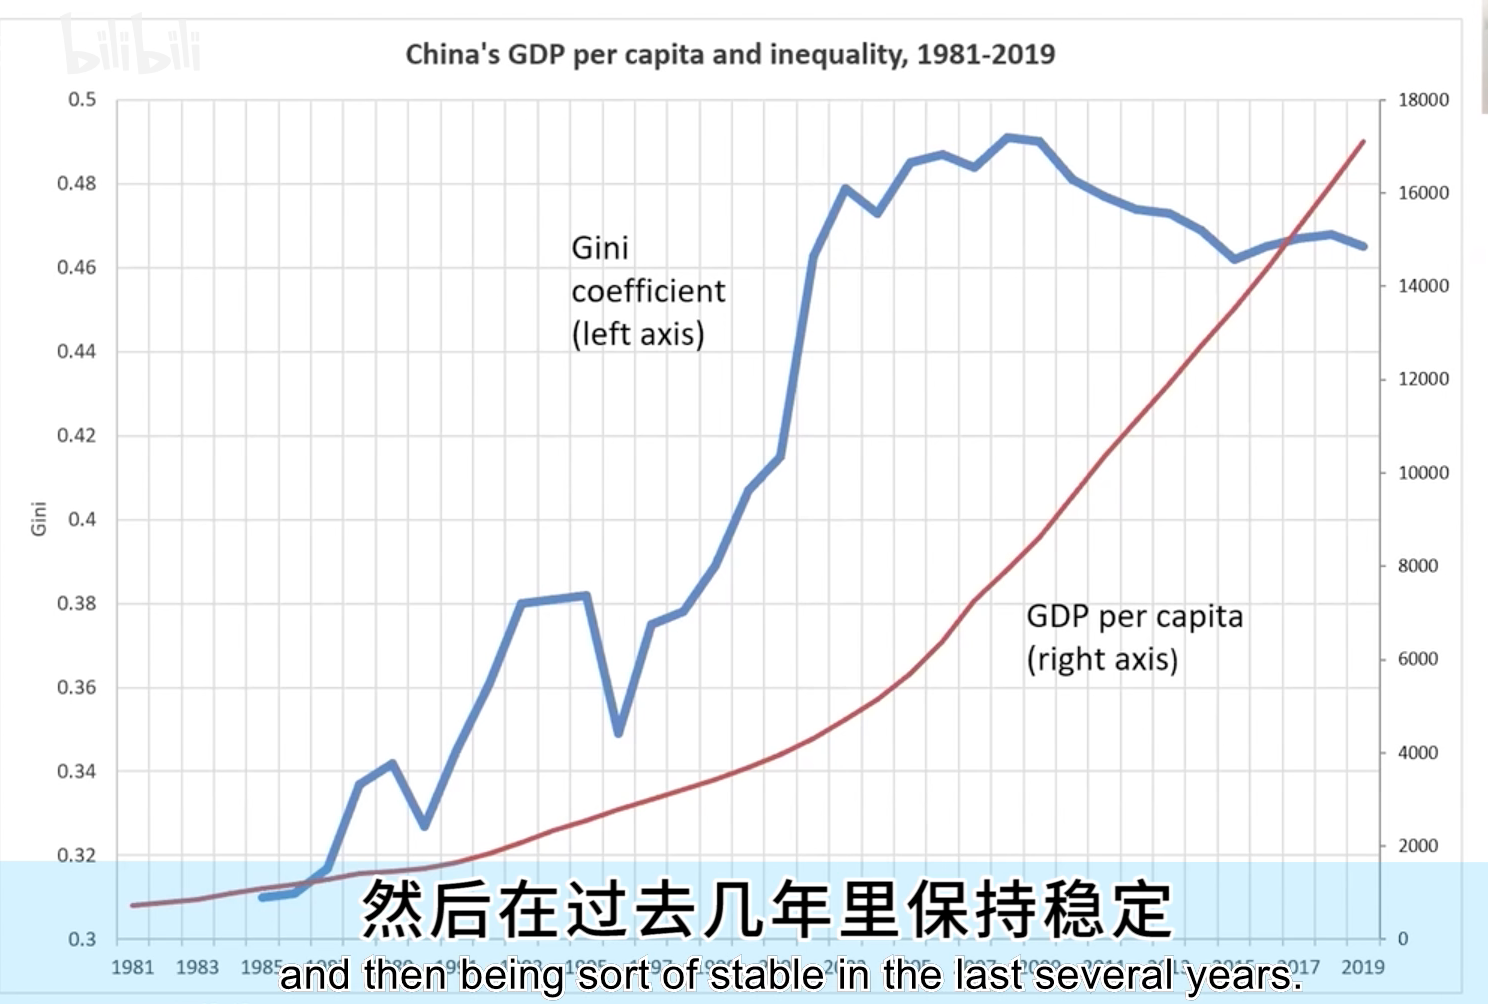 bilibili
China's GDP per capita and inequality, 1981-2019
0.5
0.48
0.46
0.44
0.42
0.4
0.38
0.36
0.34
0.32
0.3
Gini
Gini
coefficient
(left axis)
GDP per capita
(right axis)
18000
16000
14000
12000
10000
8000
6000
4000
2000
0
然后在过去几年里保持稳定
1981 1983 1985 2017 2019
and then being sort of stable in the last several years.